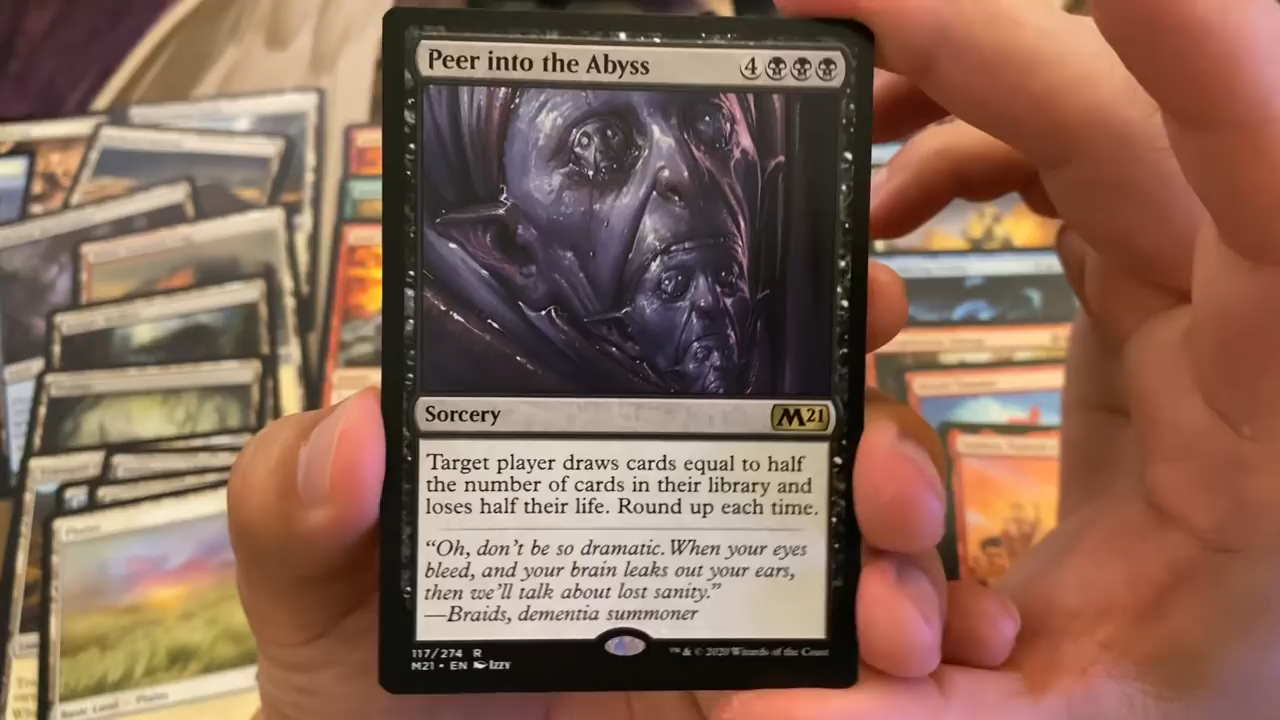 Peer into the Abyss 4
Sorcery M21
Target player draws cards equal to half
the number of cards in their library and
loses half their life. Round up each time.
“Oh, don’t be so dramatic. When your eyes
bleed, and your brain leaks out your ears,
then we’ll talk about lost sanity.”
—Braids, dementia summoner
117/274 R
M21 • EN Izzy
™ & © 2020 Wizards of the Coast
Plains
Basic Land – Plains